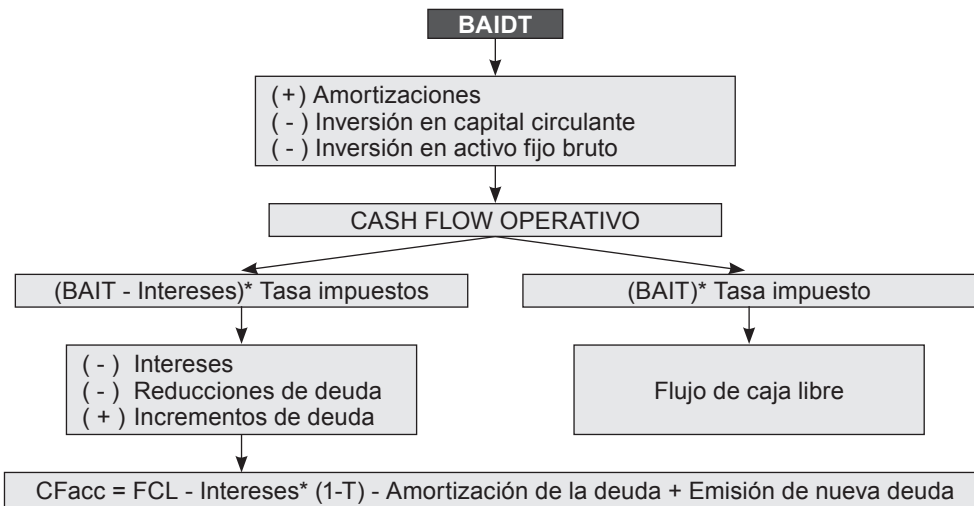 BAIDT
(+) Amortizaciones
( - ) Inversión en capital circulante
( - ) Inversión en activo fijo bruto
CASH FLOW OPERATIVO
(BAIT - Intereses)* Tasa impuestos
(BAIT)* Tasa impuesto
( - ) Intereses
( - ) Reducciones de deuda
( + ) Incrementos de deuda
Flujo de caja libre
CFacc = FCL - Intereses* (1-T) - Amortización de la deuda + Emisión de nueva deuda